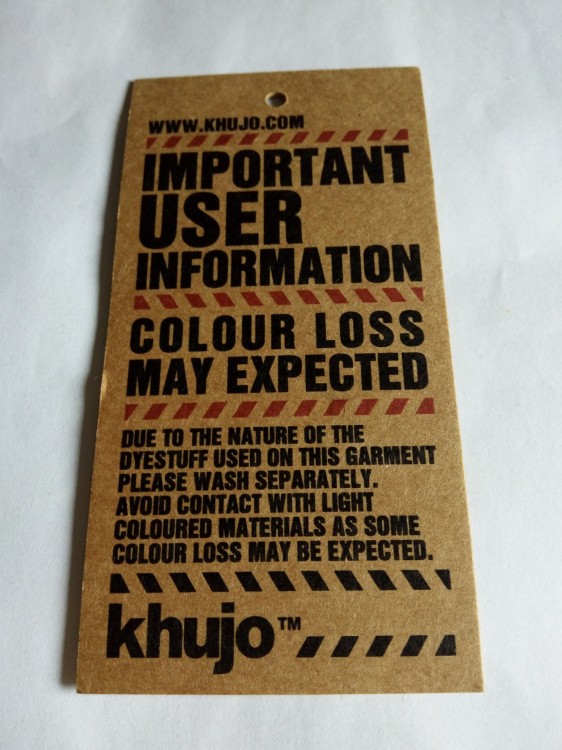 WWW.KHUJO.COM
IMPORTANT
USER
INFORMATION
COLOUR LOSS
MAY EXPECTED
DUE TO THE NATURE OF THE
DYESTUFF USED ON THIS GARMENT
PLEASE WASH SEPARATELY.
AVOID CONTACT WITH LIGHT
COLOURED MATERIALS AS SOME
COLOUR LOSS MAY BE EXPECTED.
khujo™